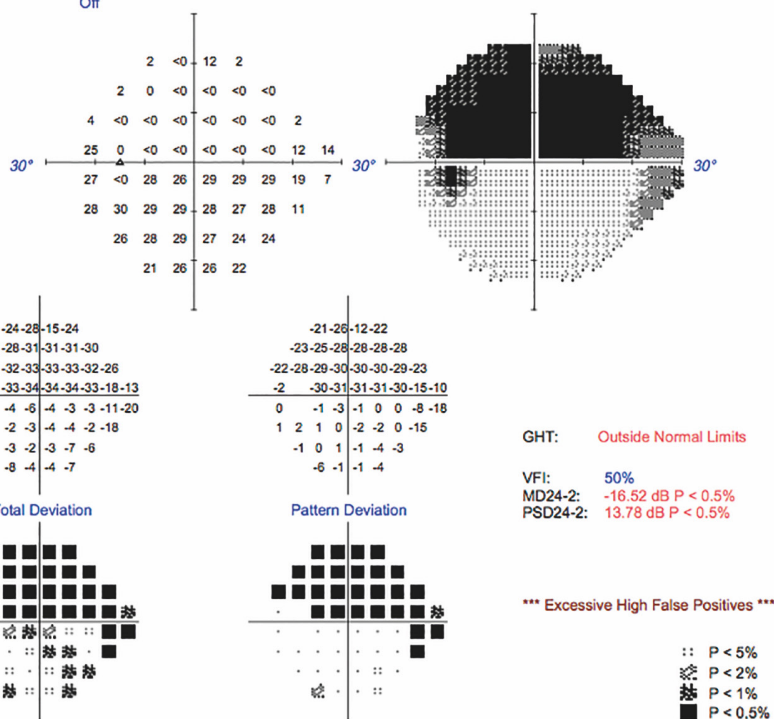 Off
2 <0 12 2
2 0 <0 <0 <0 <0
4 <0 <0 <0 <0 <0 <0 2
25 0 <0 <0 <0 <0 <0 12 14
30° 30° 30°
27 <0 28 26 29 29 29 19 7
28 30 29 29 28 27 28 11
26 28 29 27 24 24
21 26 26 22
-24 -28 -15 -24 -21 -26 -12 -22
-28 -31 -31 -31 -30 -23 -25 -28 -28 -28 -28
-32 -33 -33 -33 -32 -26 -22 -28 -29 -30 -30 -30 -29 -23
-33 -34 -34 -34 -33 -18 -13 -2 -30 -31 -31 -31 -30 -15 -10
-4 -6 -4 -3 -3 -11 -20 0 -1 -3 -1 0 0 -8 -18
-2 -3 -4 -4 -2 -18 1 2 1 0 -2 -2 0 -15
-3 -2 -3 -7 -6 -1 0 1 -1 -4 -3
-8 -4 -4 -7 -6 -1 -1 -4
GHT: Outside Normal Limits
VFI: 50%
MD24-2: -16.52 dB P < 0.5%
PSD24-2: 13.78 dB P < 0.5%
otal Deviation Pattern Deviation
*** Excessive High False Positives ***
P < 5%
P < 2%
P < 1%
P < 0.5%